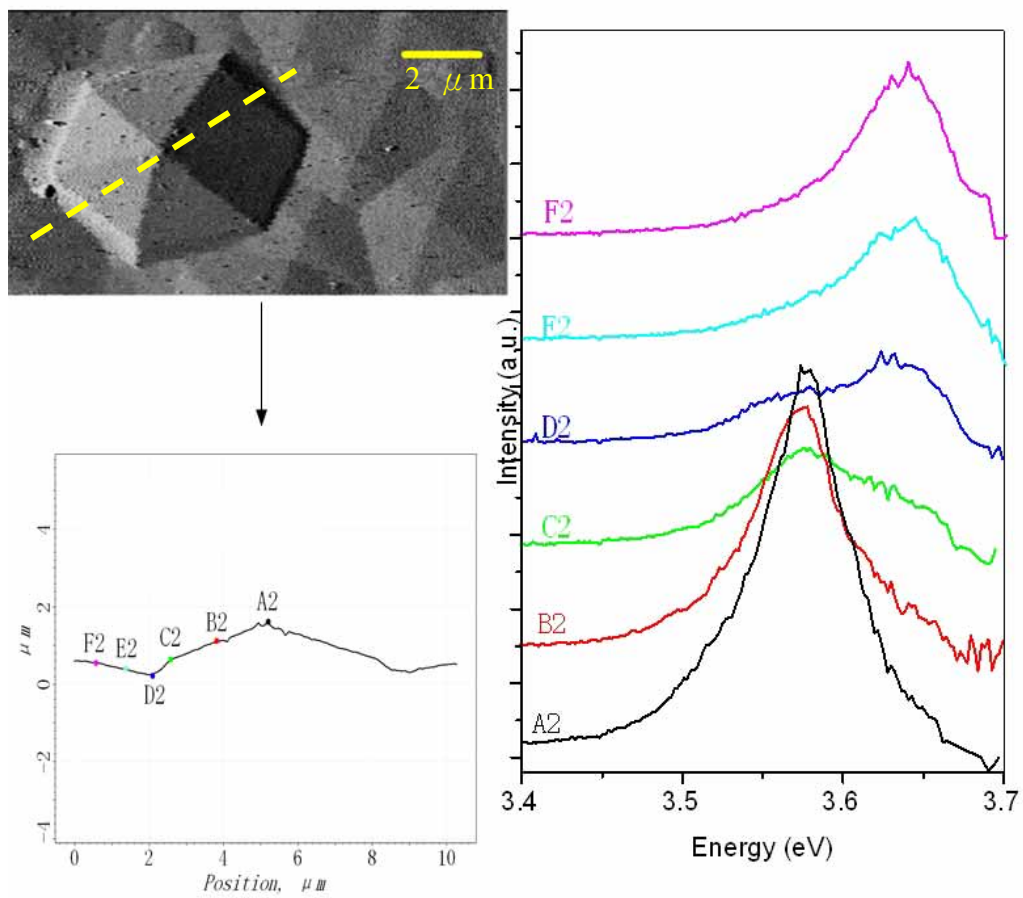 2 μm
F2
E2
D2
C2
B2
A2
Intensity (a.u.)
3.4
3.5
3.6
3.7
Energy (eV)
4
2
0
-2
-4
μm
F2
E2
D2
C2
B2
A2
0
2
4
6
8
10
Position, μm